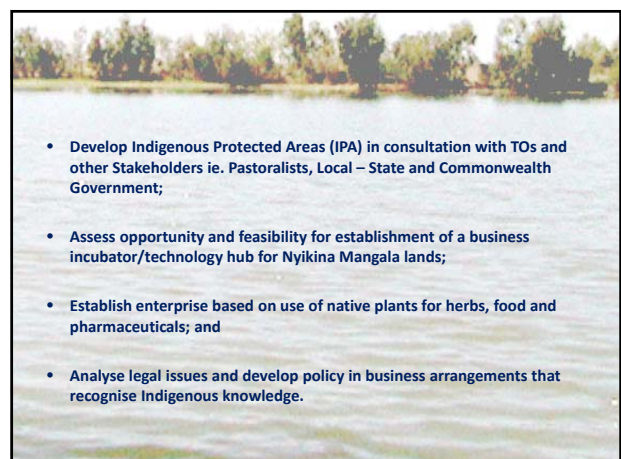 • Develop Indigenous Protected Areas (IPA) in consultation with TOs and
other Stakeholders ie. Pastoralists, Local – State and Commonwealth
Government;
• Assess opportunity and feasibility for establishment of a business
incubator/technology hub for Nyikina Mangala lands;
• Establish enterprise based on use of native plants for herbs, food and
pharmaceuticals; and
• Analyse legal issues and develop policy in business arrangements that
recognise Indigenous knowledge.